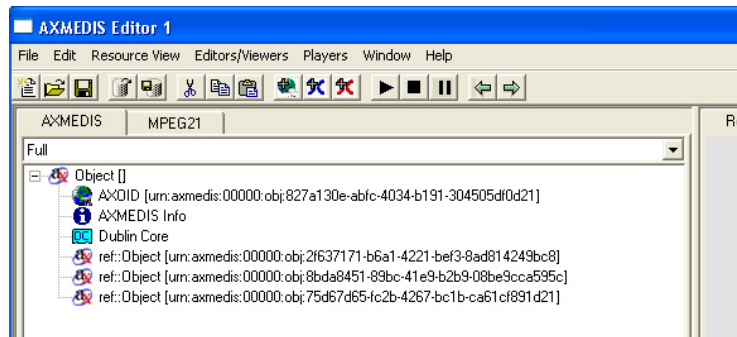 AXMEDIS Editor 1
File Edit Resource View Editors/Viewers Players Window Help
AXMEDIS MPEG21
Full
Object []
AXOID [urn:axmedis:00000:obj:827a130e-abfc-4034-b191-304505df0d21]
AXMEDIS Info
DC Dublin Core
ref::Object [urn:axmedis:00000:obj:2f637171-b6a1-4221-bef3-8ad814249bc8]
ref::Object [urn:axmedis:00000:obj:8bda8451-89bc-41e9-b2b9-08be9cca595c]
ref::Object [urn:axmedis:00000:obj:75d67d65-fc2b-4267-bc1b-ca61cf891d21]